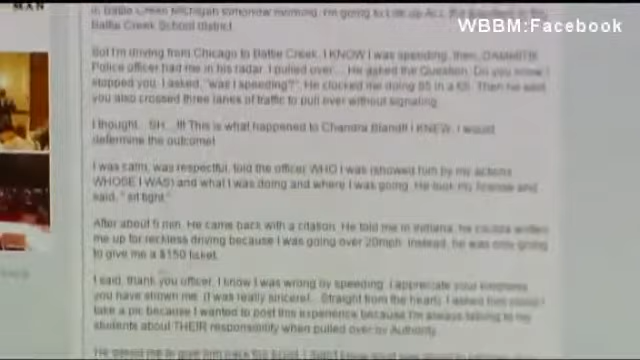 MAN
WBBM:Facebook
in Battle Creek Michigan tomorrow morning. I'm going to
Battle Creek School district.
But I'm driving from Chicago to Battle Creek. I KNOW I was speeding, then, DAMMIT!!!
Police officer had me in his radar. I pulled over... He asked the Question. Do you know I
stopped you. I asked, "was I speeding?". He clocked me doing 85 in a 65. Then he said
you also crossed three lanes of traffic to pull over without signaling.
I thought.. SH... !!! This is what happened to Chandra Bland!! I KNEW, I would
determine the outcome!
I was calm, was respectful, told the officer WHO I was (showed him by my actions
WHOSE I WAS) and what I was doing and where I was going. He took my license and
said, "sit tight."
After about 5 min. He came back with a citation. He told me in Indiana, he
me up for reckless driving because I was going over 20mph. Instead, he was only going
to give me a $150 ticket.
I said, thank you officer, I know I was wrong by speeding. I appreciate your kindness
you have shown me. (I was really sincere!... Straight from the heart). I asked him
take a pic because I wanted to post this experience because I'm always talking to my
students about THEIR responsibility when pulled over by Authority.